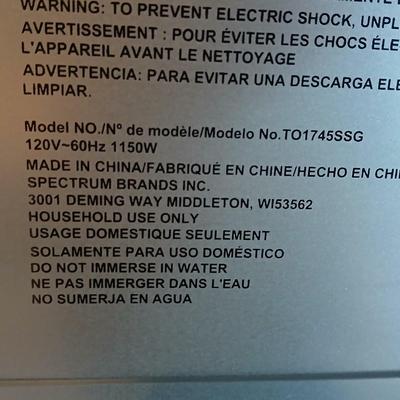 WARNING: TO PREVENT ELECTRIC SHOCK, UNPL
AVERTISSEMENT : POUR ÉVITER LES CHOCS ÉLE
L'APPAREIL AVANT LE NETTOYAGE
ADVERTENCIA: PARA EVITAR UNA DESCARGA ELE
LIMPIAR.
Model NO./Nº de modèle/Modelo No.TO1745SSG
120V~60Hz 1150W
MADE IN CHINA/FABRIQUÉ EN CHINE/HECHO EN CHI
SPECTRUM BRANDS INC.
3001 DEMING WAY MIDDLETON, WI53562
HOUSEHOLD USE ONLY
USAGE DOMESTIQUE SEULEMENT
SOLAMENTE PARA USO DOMÉSTICO
DO NOT IMMERSE IN WATER
NE PAS IMMERGER DANS L'EAU
NO SUMERJA EN AGUA